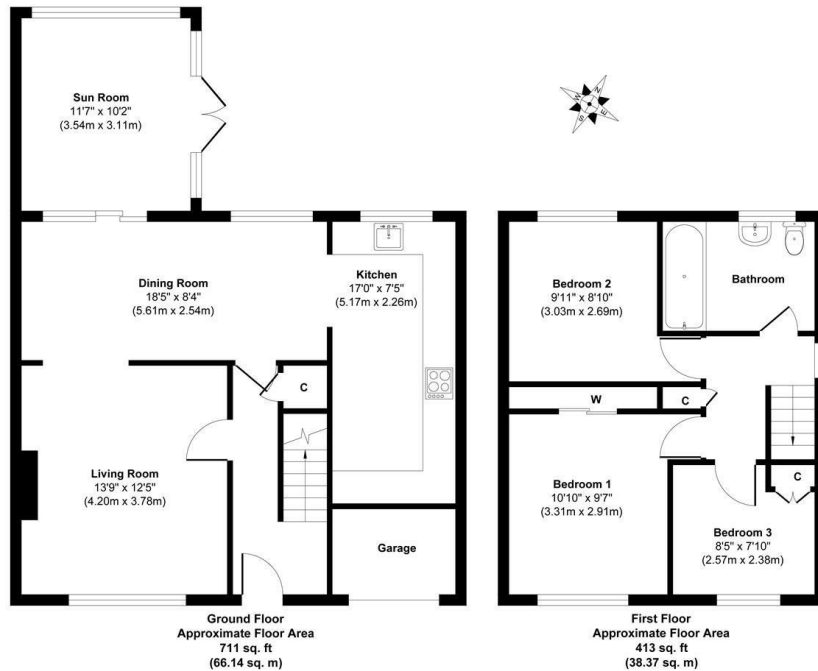 Sun Room
11'7" x 10'2"
(3.54m x 3.11m)
N
E
S
W
Dining Room
18'5" x 8'4"
(5.61m x 2.54m)
Kitchen
17'0" x 7'5"
(5.17m x 2.26m)
C
Living Room
13'9" x 12'5"
(4.20m x 3.78m)
Garage
Ground Floor
Approximate Floor Area
711 sq. ft
(66.14 sq. m)
Bedroom 2
9'11" x 8'10"
(3.03m x 2.69m)
Bathroom
W
C
Bedroom 1
10'10" x 9'7"
(3.31m x 2.91m)
C
Bedroom 3
8'5" x 7'10"
(2.57m x 2.38m)
First Floor
Approximate Floor Area
413 sq. ft
(38.37 sq. m)